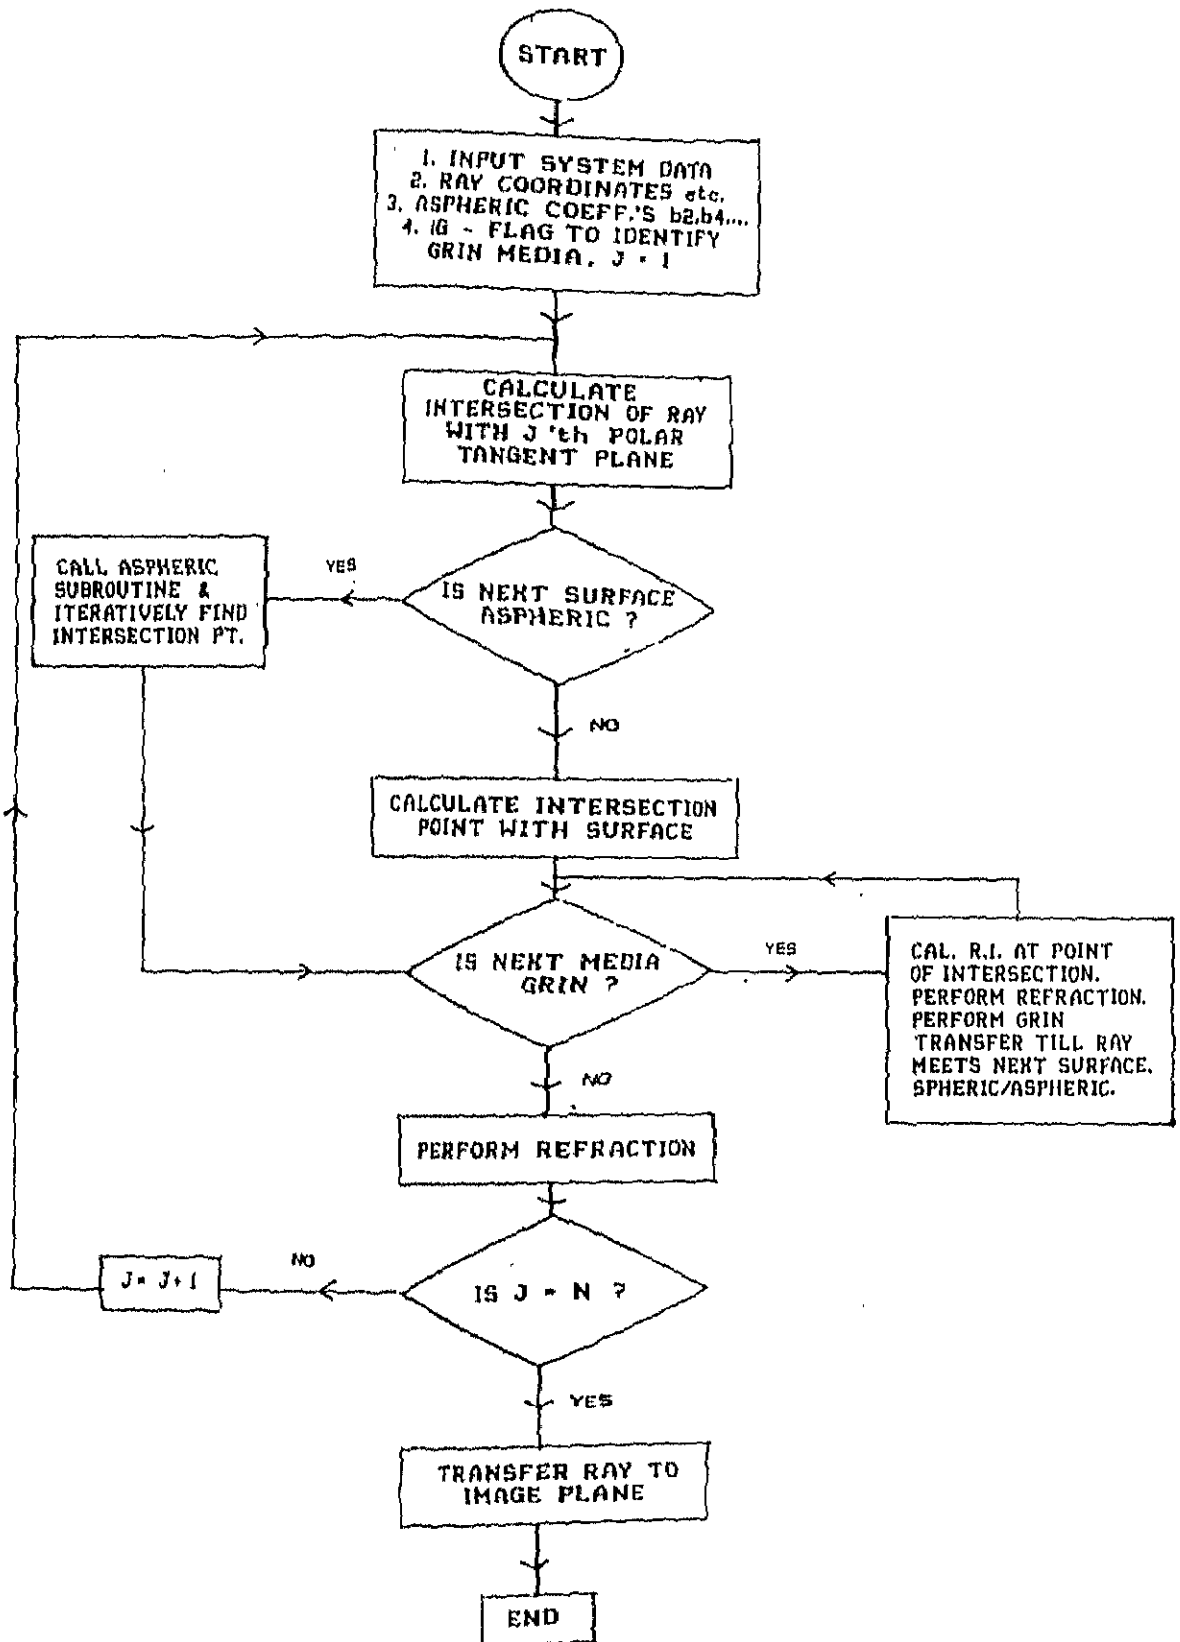 START
1. INPUT SYSTEM DATA
2. RAY COORDINATES etc.
3. ASPHERIC COEFF.'S b2,b4....
4. IG - FLAG TO IDENTIFY
GRIN MEDIA. J = 1
CALCULATE
INTERSECTION OF RAY
WITH J'th POLAR
TANGENT PLANE
IS NEXT SURFACE
ASPHERIC ?
YES
CALL ASPHERIC
SUBROUTINE &
ITERATIVELY FIND
INTERSECTION PT.
NO
CALCULATE INTERSECTION
POINT WITH SURFACE
IS NEXT MEDIA
GRIN ?
YES
CAL. R.I. AT POINT
OF INTERSECTION.
PERFORM REFRACTION.
PERFORM GRIN
TRANSFER TILL RAY
MEETS NEXT SURFACE.
SPHERIC/ASPHERIC.
NO
PERFORM REFRACTION
IS J = N ?
NO
J = J + 1
YES
TRANSFER RAY TO
IMAGE PLANE
END